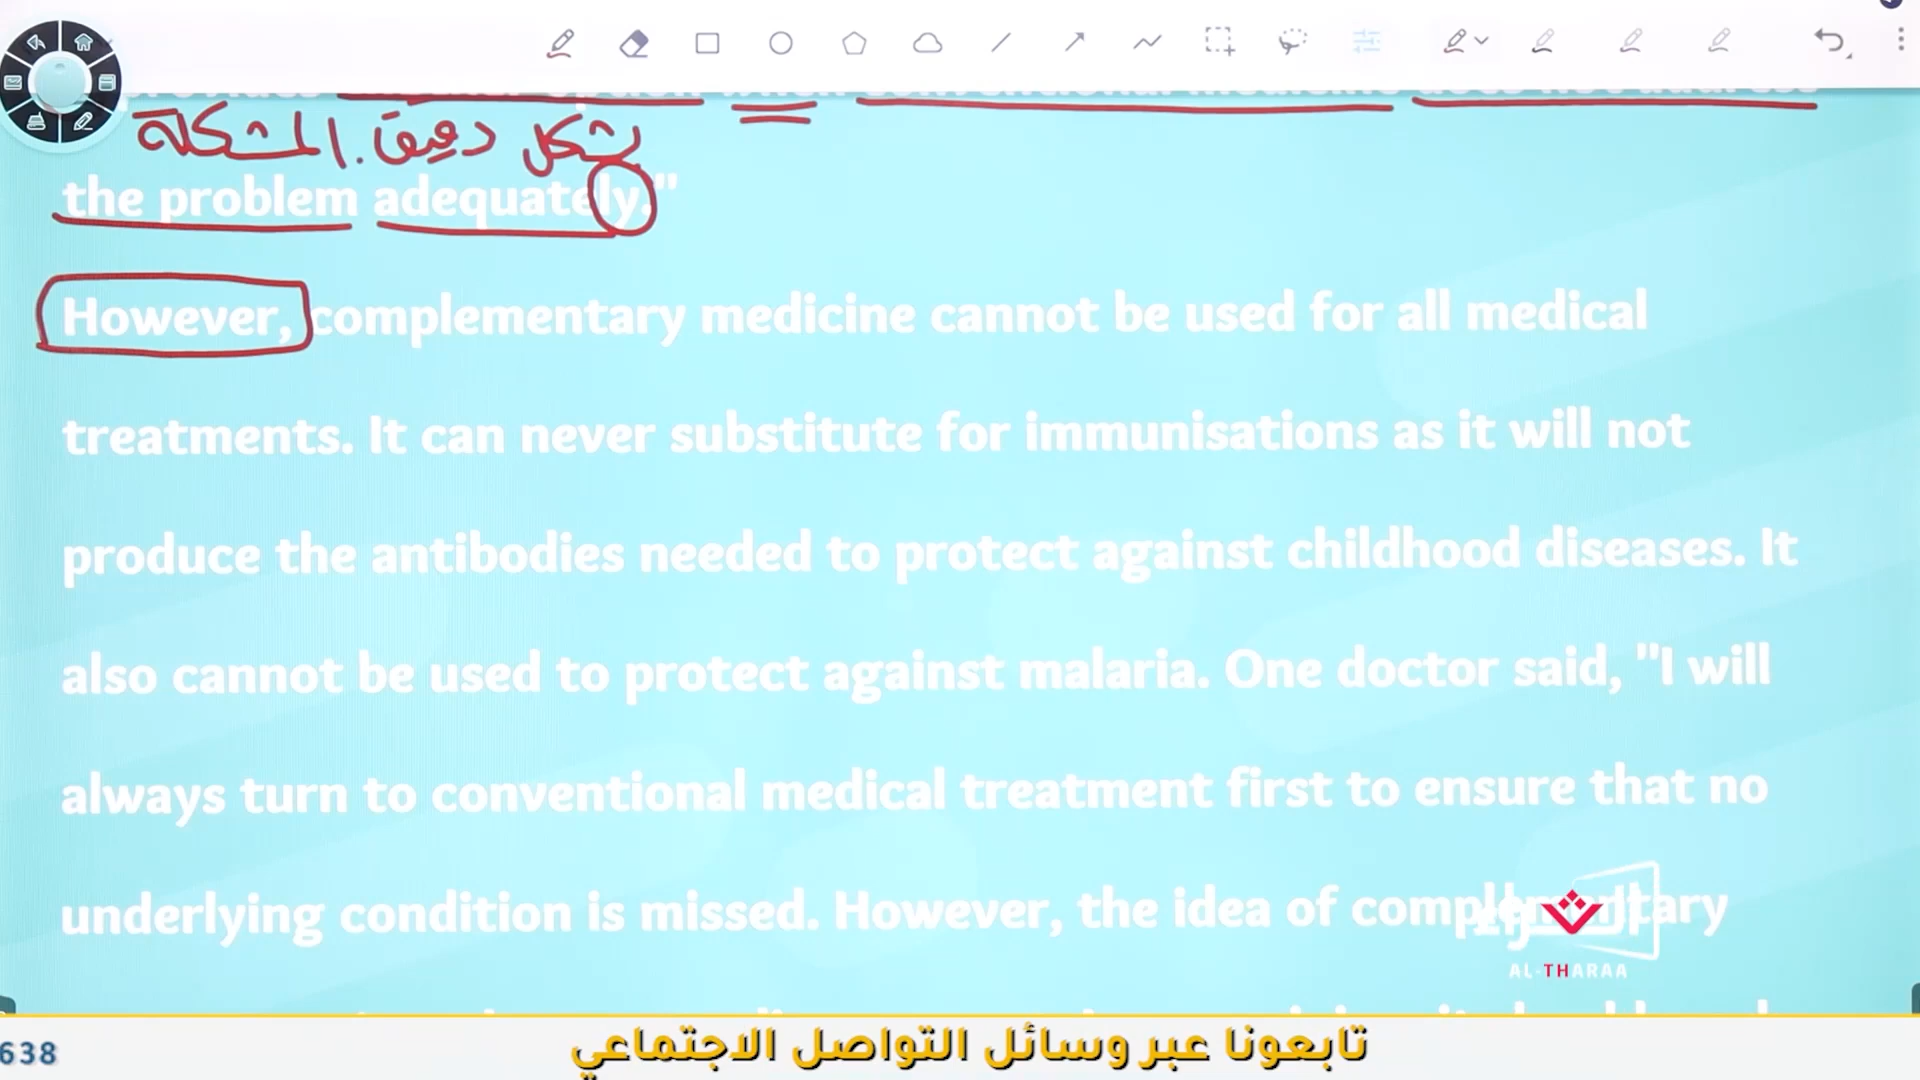 بشكل دقيق. المشكلة
the problem adequately."
However, complementary medicine cannot be used for all medical
treatments. It can never substitute for immunisations as it will not
produce the antibodies needed to protect against childhood diseases. It
also cannot be used to protect against malaria. One doctor said, "I will
always turn to conventional medical treatment first to ensure that no
underlying condition is missed. However, the idea of complementary
AL-THARAA
تابعونا عبر وسائل التواصل الاجتماعي
638